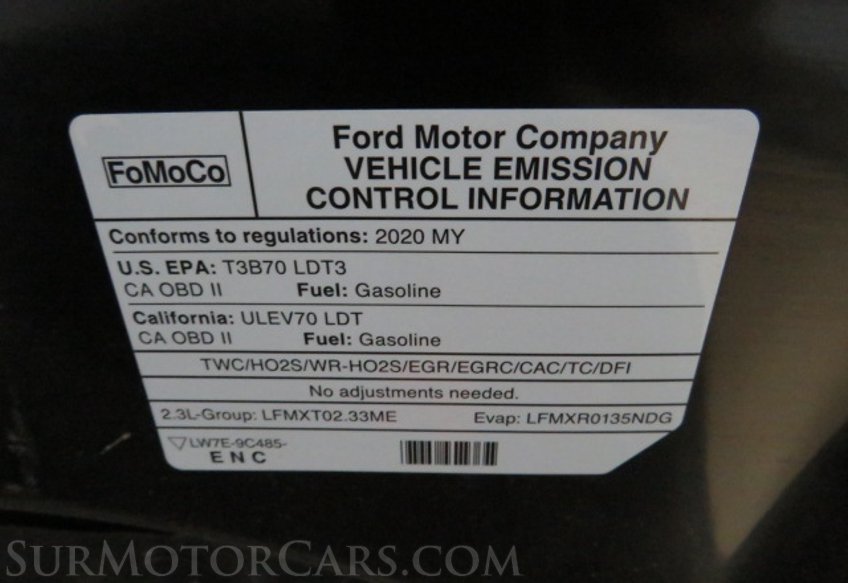 FoMoCo
Ford Motor Company
VEHICLE EMISSION
CONTROL INFORMATION
Conforms to regulations: 2020 MY
U.S. EPA: T3B70 LDT3
CA OBD II Fuel: Gasoline
California: ULEV70 LDT
CA OBD II Fuel: Gasoline
TWC/HO2S/WR-HO2S/EGR/EGRC/CAC/TC/DFI
No adjustments needed.
2.3L-Group: LFMXT02.33ME Evap: LFMXR0135NDG
LW7E-9C485-
ENC
SURMOTORCARS.COM